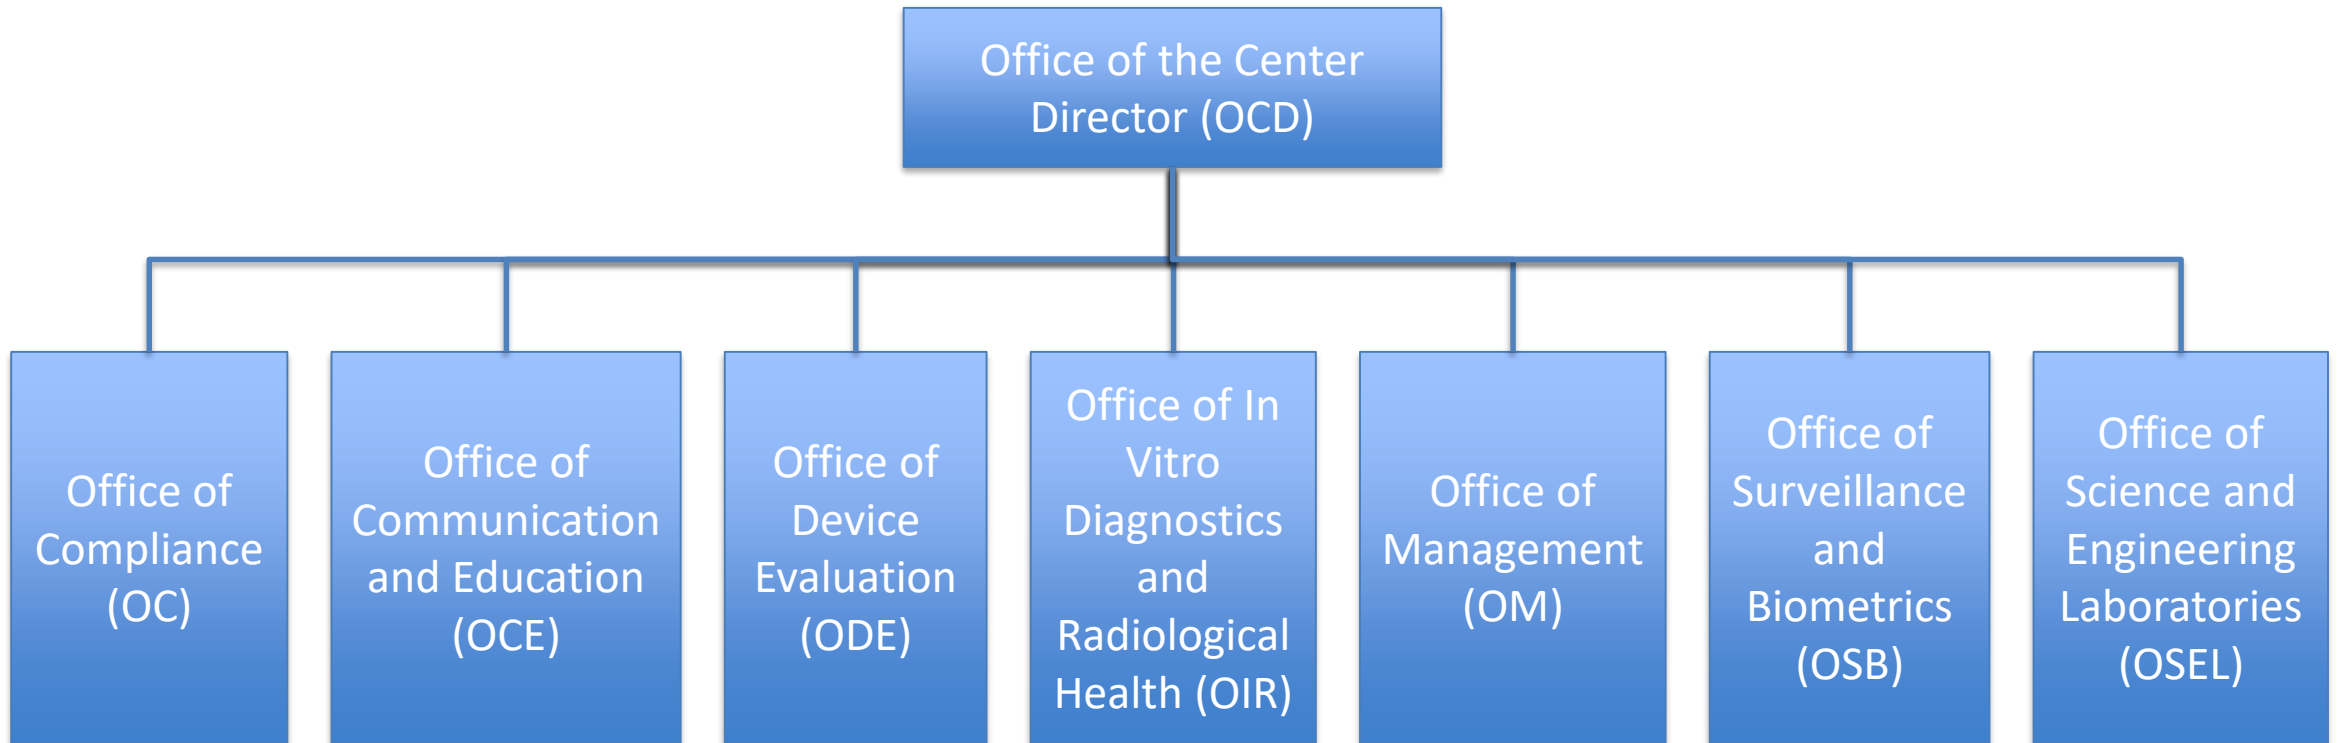 Office of the Center
Director (OCD)
Office of
Compliance
(OC)
Office of
Communication
and Education
(OCE)
Office of
Device
Evaluation
(ODE)
Office of In
Vitro
Diagnostics
and
Radiological
Health (OIR)
Office of
Management
(OM)
Office of
Surveillance
and
Biometrics
(OSB)
Office of
Science and
Engineering
Laboratories
(OSEL)